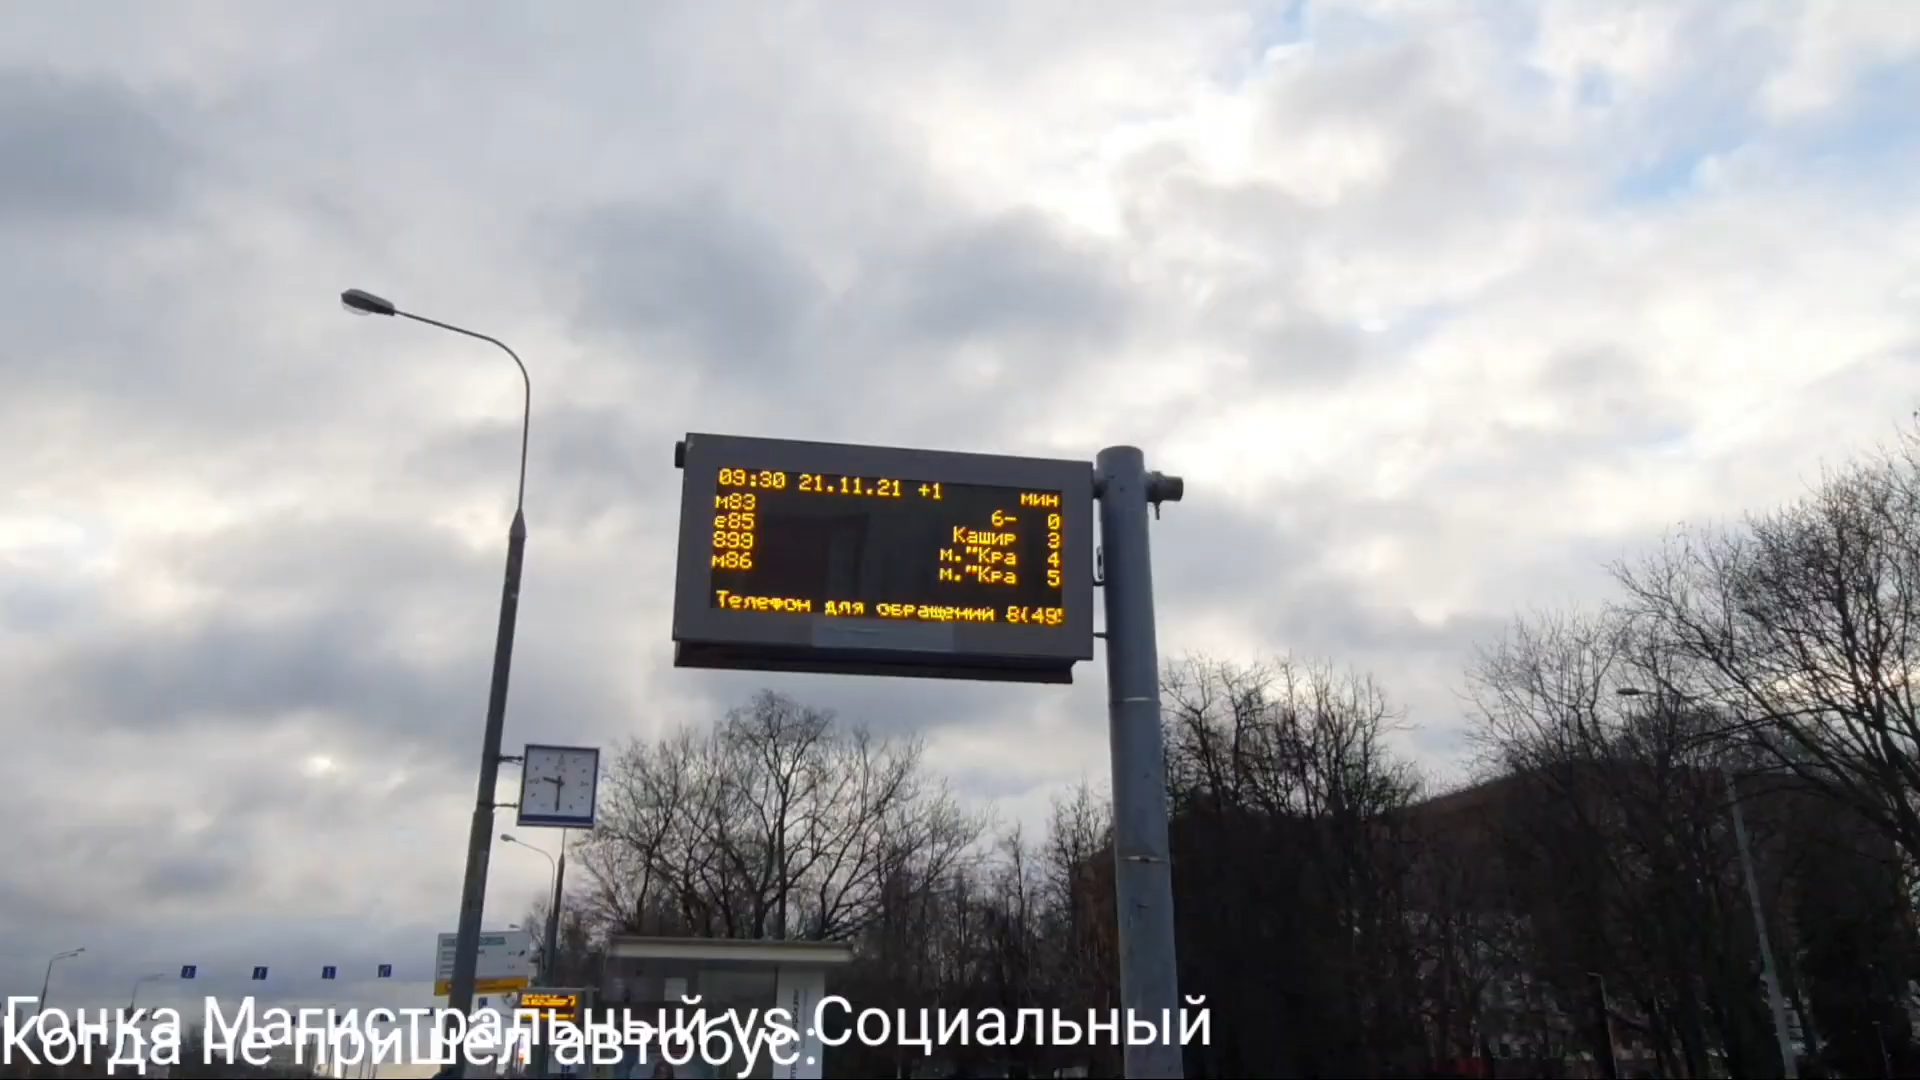 09:30 21.11.21 +1 мин
м83 6- 0
е85 Кашир 3
899 м."Кра 4
м86 м."Кра 5
Телефон для обращений 8(49
Гонка Магистральный vs Социальный
Когда не пришёл автобус: